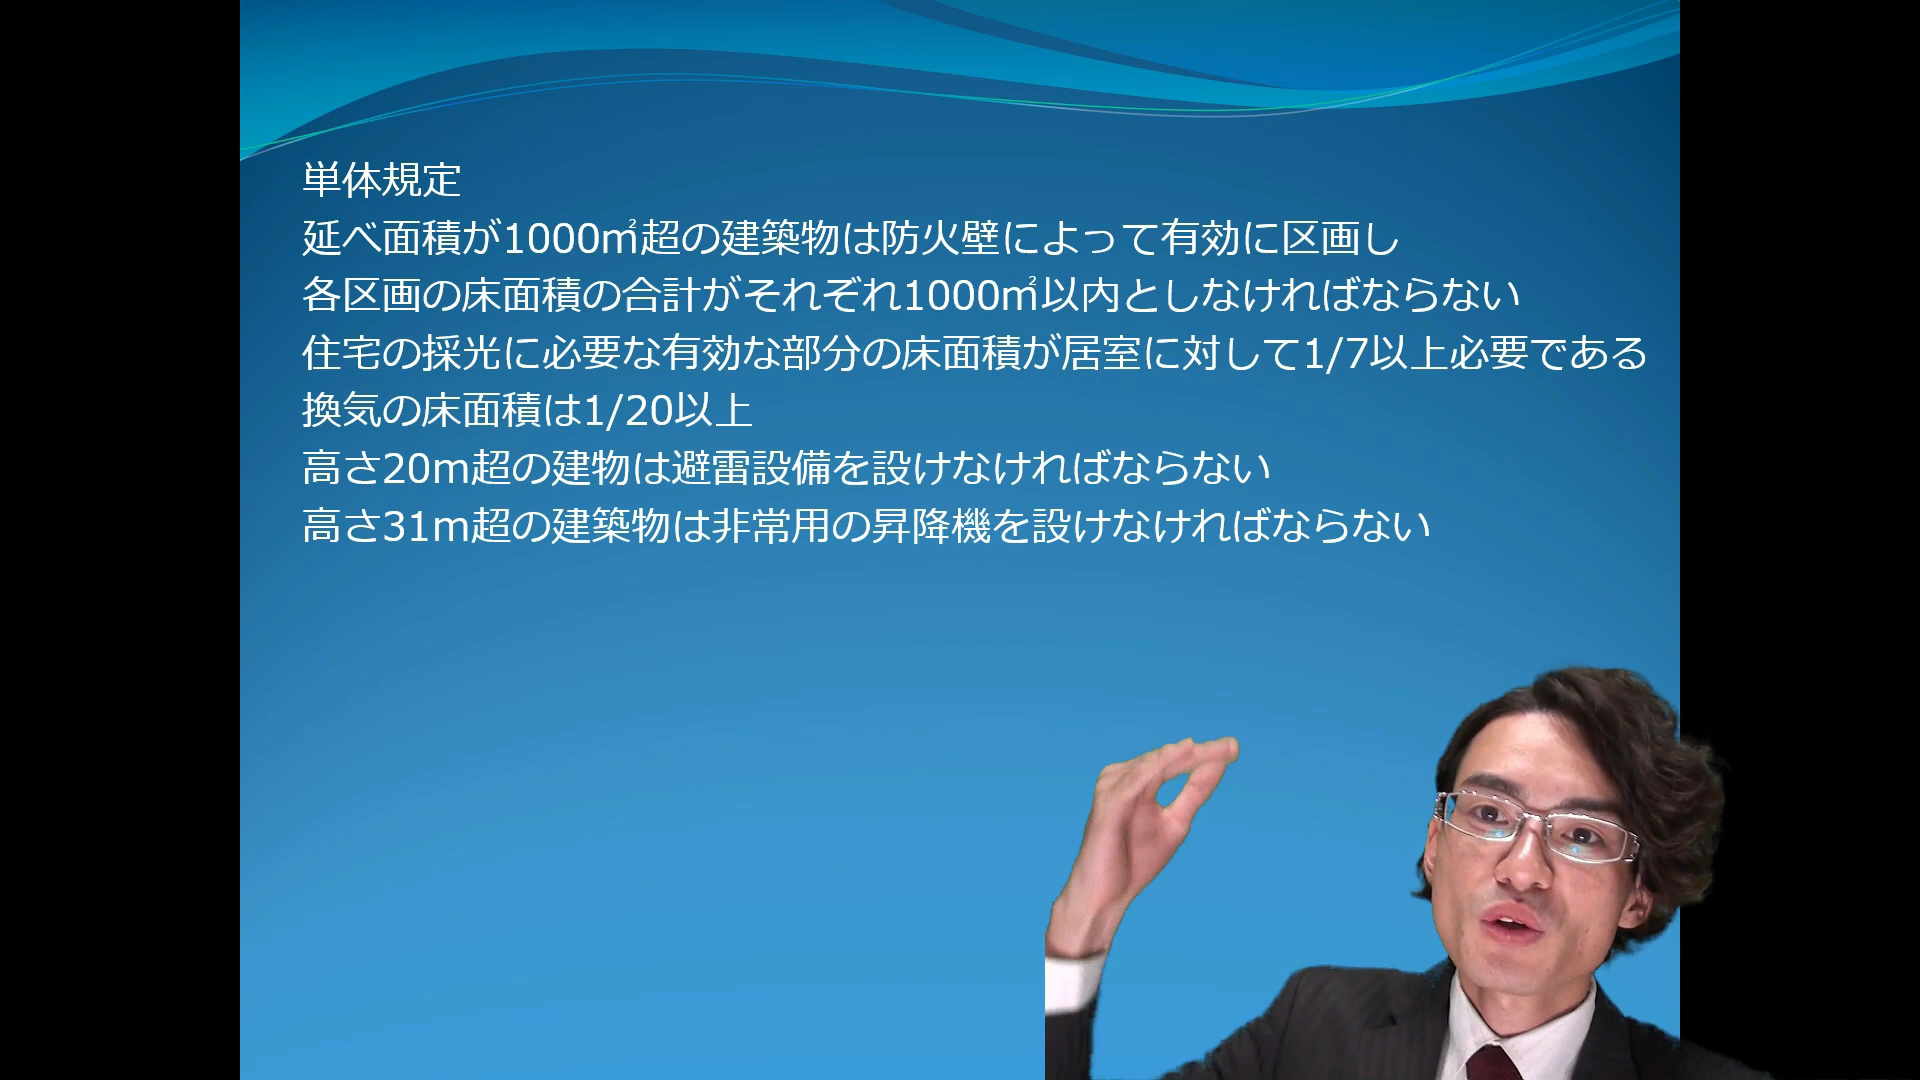 単体規定
延べ面積が1000㎡超の建築物は防火壁によって有効に区画し
各区画の床面積の合計がそれぞれ1000㎡以内としなければならない
住宅の採光に必要な有効な部分の床面積が居室に対して1/7以上必要である
換気の床面積は1/20以上
高さ20m超の建物は避雷設備を設けなければならない
高さ31m超の建築物は非常用の昇降機を設けなければならない